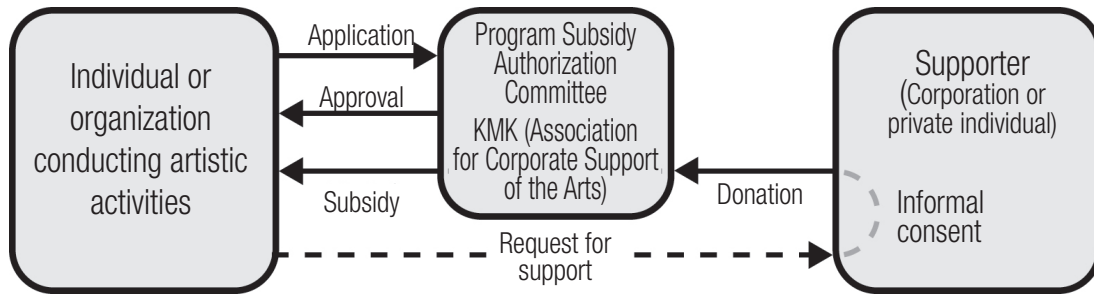 Individual or
organization
conducting artistic
activities
Application
Approval
Subsidy
Program Subsidy
Authorization
Committee
KMK (Association
for Corporate Support
of the Arts)
Donation
Supporter
(Corporation or
private individual)
Informal
consent
Request for
support